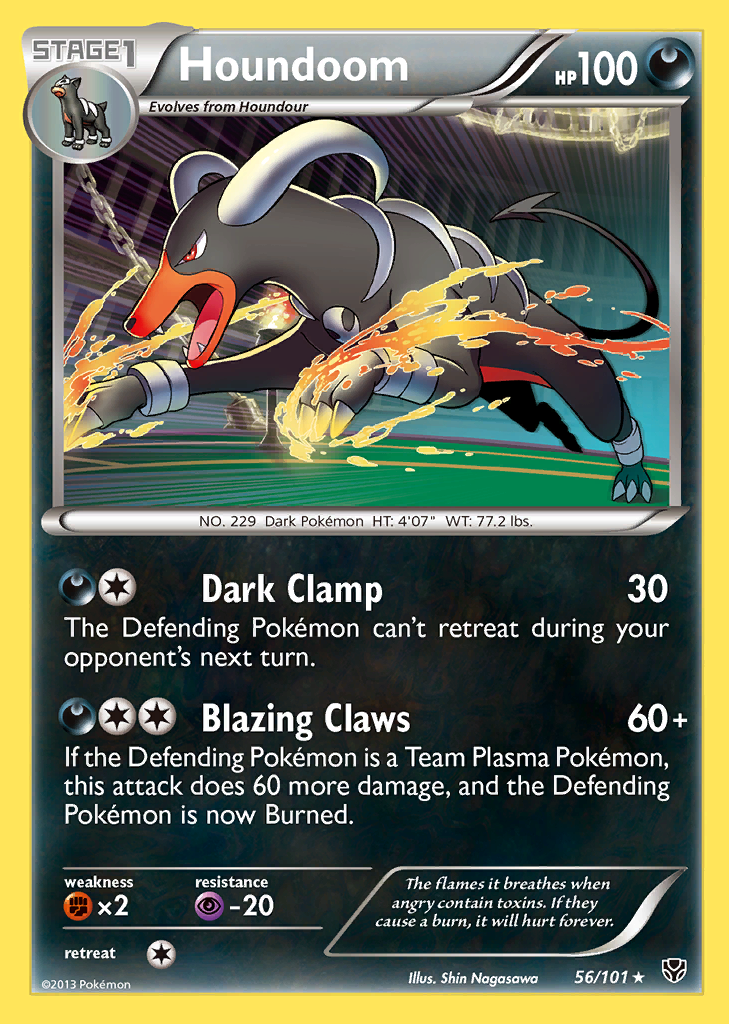 STAGE1
Houndoom
HP100
Evolves from Houndour
NO. 229 Dark Pokémon HT: 4'07" WT: 77.2 lbs.
Dark Clamp 30
The Defending Pokémon can't retreat during your
opponent's next turn.
Blazing Claws 60+
If the Defending Pokémon is a Team Plasma Pokémon,
this attack does 60 more damage, and the Defending
Pokémon is now Burned.
weakness
×2
resistance
-20
retreat
The flames it breathes when
angry contain toxins. If they
cause a burn, it will hurt forever.
©2013 Pokémon
Illus. Shin Nagasawa
56/101 ★